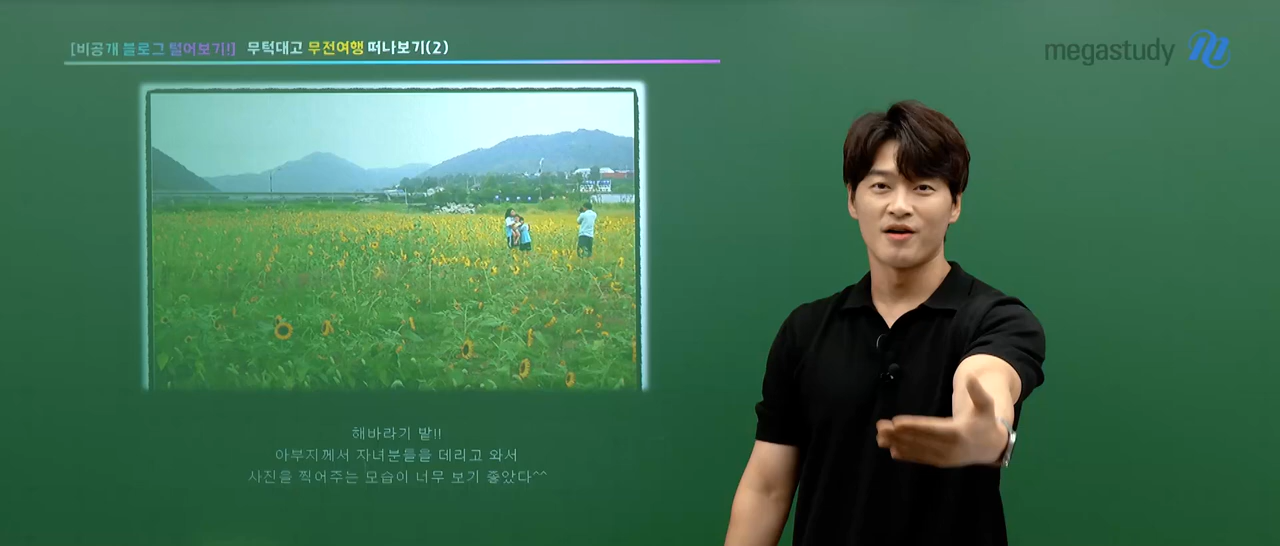 [비공개 블로그 털어보기!] 무턱대고 무전여행 떠나보기(2)
megastudy
해바라기 밭!!
아부지께서 자녀분들을 데리고 와서
사진을 찍어주는 모습이 너무 보기 좋았다^^